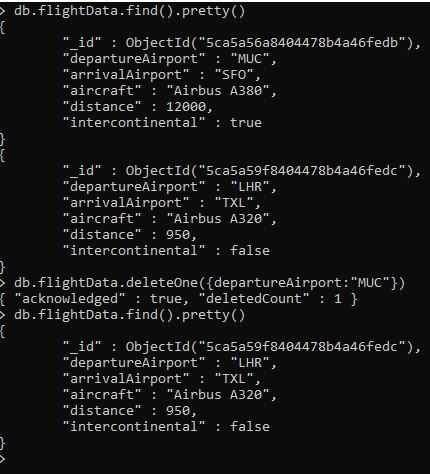 > db.flightData.find().pretty()
{
        "_id" : ObjectId("5ca5a56a8404478b4a46fedb"),
        "departureAirport" : "MUC",
        "arrivalAirport" : "SFO",
        "aircraft" : "Airbus A380",
        "distance" : 12000,
        "intercontinental" : true
}
{
        "_id" : ObjectId("5ca5a59f8404478b4a46fedc"),
        "departureAirport" : "LHR",
        "arrivalAirport" : "TXL",
        "aircraft" : "Airbus A320",
        "distance" : 950,
        "intercontinental" : false
}
> db.flightData.deleteOne({departureAirport:"MUC"})
{ "acknowledged" : true, "deletedCount" : 1 }
> db.flightData.find().pretty()
{
        "_id" : ObjectId("5ca5a59f8404478b4a46fedc"),
        "departureAirport" : "LHR",
        "arrivalAirport" : "TXL",
        "aircraft" : "Airbus A320",
        "distance" : 950,
        "intercontinental" : false
}
>